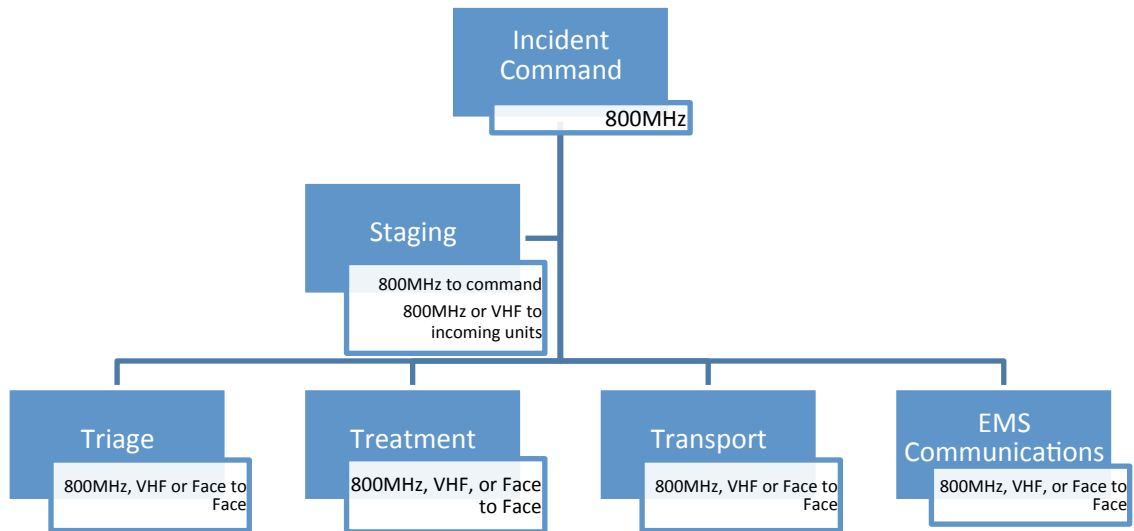 Incident
Command
800MHz
Staging
800MHz to command
800MHz or VHF to
incoming units
Triage
800MHz, VHF or Face to
Face
Treatment
800MHz, VHF, or Face
to Face
Transport
800MHz, VHF or Face to
Face
EMS
Communications
800MHz, VHF, or Face to
Face